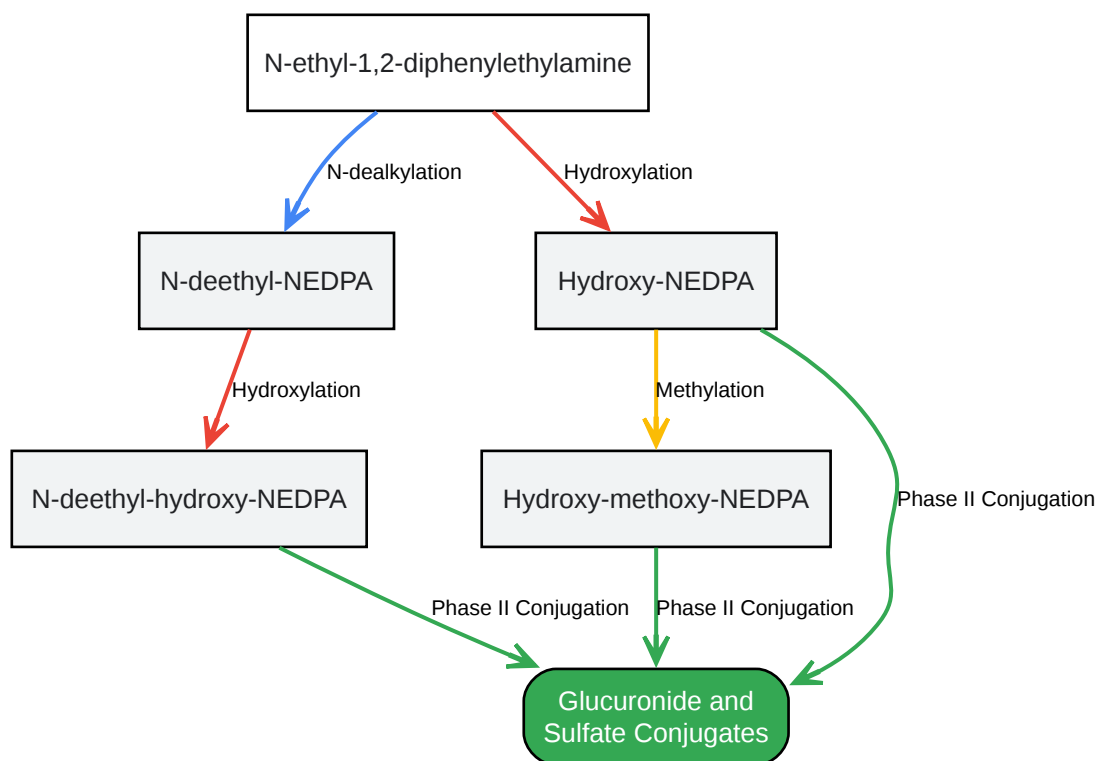 N-ethyl-1,2-diphenylethylamine
N-dealkylation
Hydroxylation
N-deethyl-NEDPA
Hydroxy-NEDPA
Hydroxylation
Methylation
N-deethyl-hydroxy-NEDPA
Hydroxy-methoxy-NEDPA
Phase II Conjugation
Phase II Conjugation
Phase II Conjugation
Glucuronide and
Sulfate Conjugates